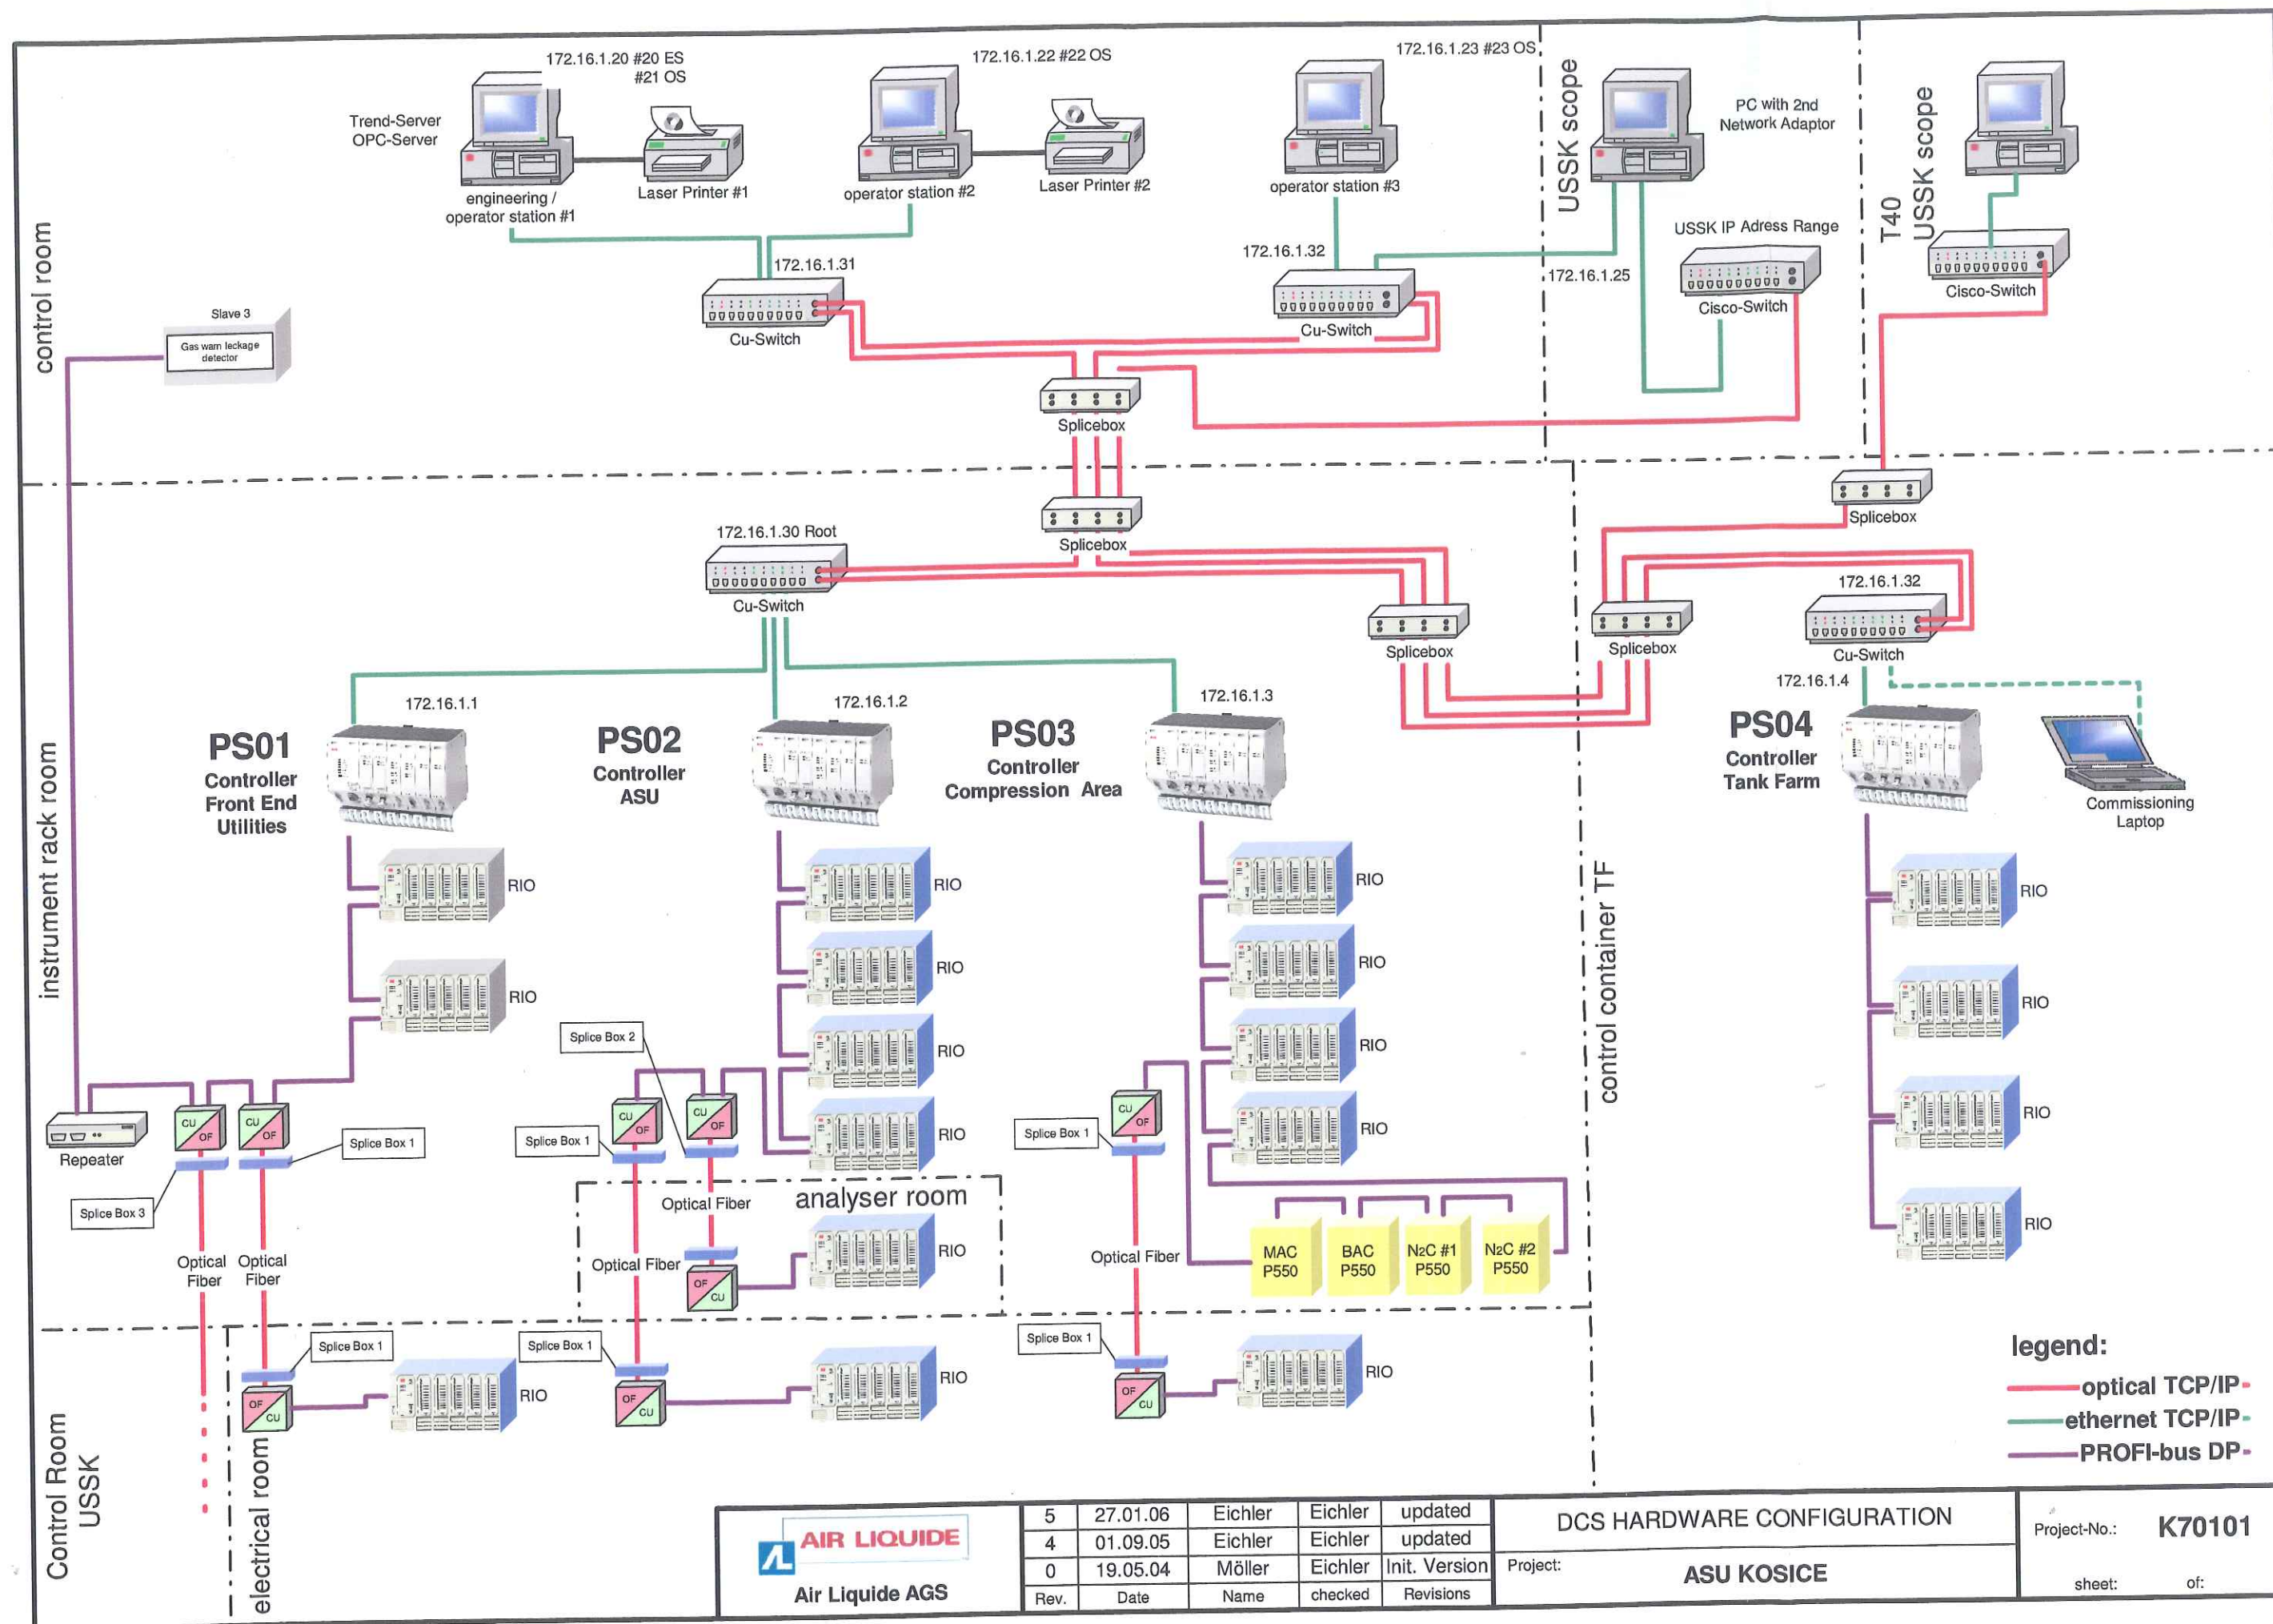 172.16.1.20 #20 ES
#21 OS
172.16.1.22 #22 OS
172.16.1.23 #23 OS
Trend-Server
OPC-Server
engineering /
operator station #1
Laser Printer #1
operator station #2
Laser Printer #2
operator station #3
USSK scope
PC with 2nd
Network Adaptor
T40
USSK scope
control room
172.16.1.31
Cu-Switch
172.16.1.32
Cu-Switch
172.16.1.25
USSK IP Adress Range
Cisco-Switch
Cisco-Switch
Slave 3
Gas warn leckage
detector
Splicebox
Splicebox
Splicebox
instrument rack room
172.16.1.30 Root
Cu-Switch
Splicebox
Splicebox
172.16.1.32
Cu-Switch
172.16.1.1
PS01
Controller
Front End
Utilities
172.16.1.2
PS02
Controller
ASU
172.16.1.3
PS03
Controller
Compression Area
172.16.1.4
PS04
Controller
Tank Farm
Commissioning
Laptop
control container TF
RIO
RIO
RIO
RIO
RIO
RIO
RIO
RIO
RIO
RIO
RIO
RIO
RIO
RIO
Repeater
CU
OF
CU
OF
Splice Box 1
Splice Box 3
Optical
Fiber
Optical
Fiber
Splice Box 2
CU
OF
CU
OF
Splice Box 1
Optical Fiber
Optical Fiber
analyser room
OF
CU
RIO
CU
OF
Splice Box 1
Optical Fiber
MAC
P550
BAC
P550
N2C #1
P550
N2C #2
P550
Control Room
USSK
electrical room
Splice Box 1
OF
CU
RIO
Splice Box 1
OF
CU
RIO
Splice Box 1
OF
CU
RIO
legend:
optical TCP/IP
ethernet TCP/IP
PROFI-bus DP
AIR LIQUIDE
Air Liquide AGS
5 27.01.06 Eichler Eichler updated
4 01.09.05 Eichler Eichler updated
0 19.05.04 Möller Eichler Init. Version
Rev. Date Name checked Revisions
DCS HARDWARE CONFIGURATION
Project: ASU KOSICE
Project-No.: K70101
sheet: of: